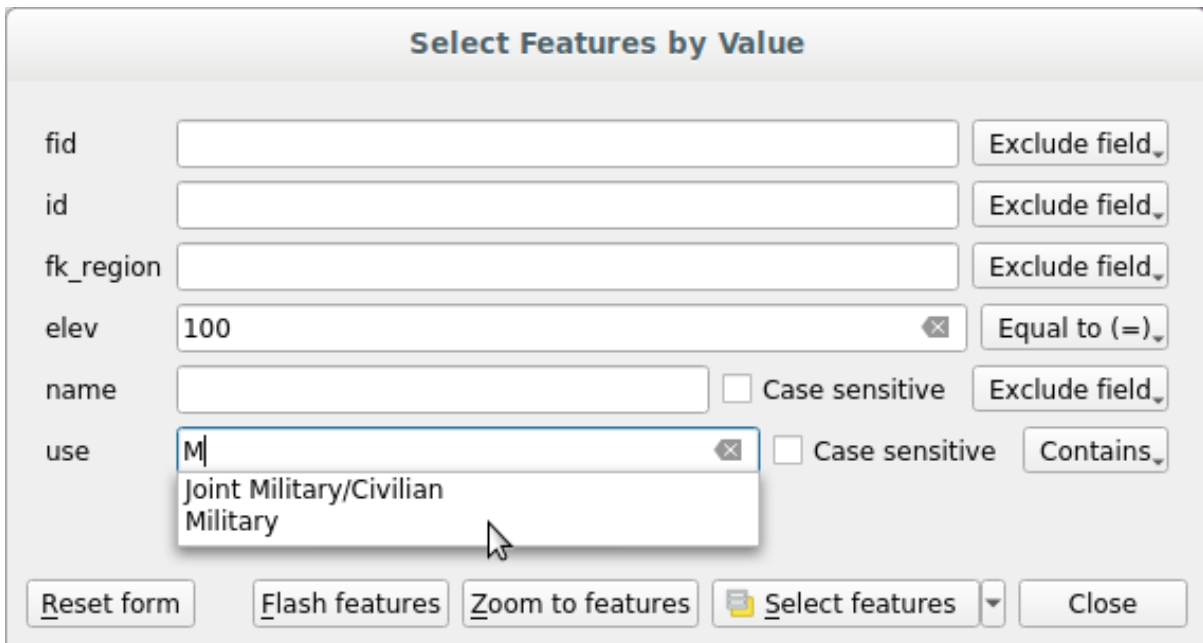 Select Features by Value
fid Exclude field
id Exclude field
fk_region Exclude field
elev 100 Equal to (=)
name Case sensitive Exclude field
use M Case sensitive Contains
Joint Military/Civilian
Military
Reset form Flash features Zoom to features Select features Close